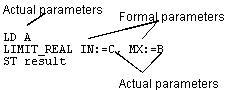 Actual parameters
Formal parameters
LD A
LIMIT_REAL IN:=C, MX:=B
ST result
Actual parameters